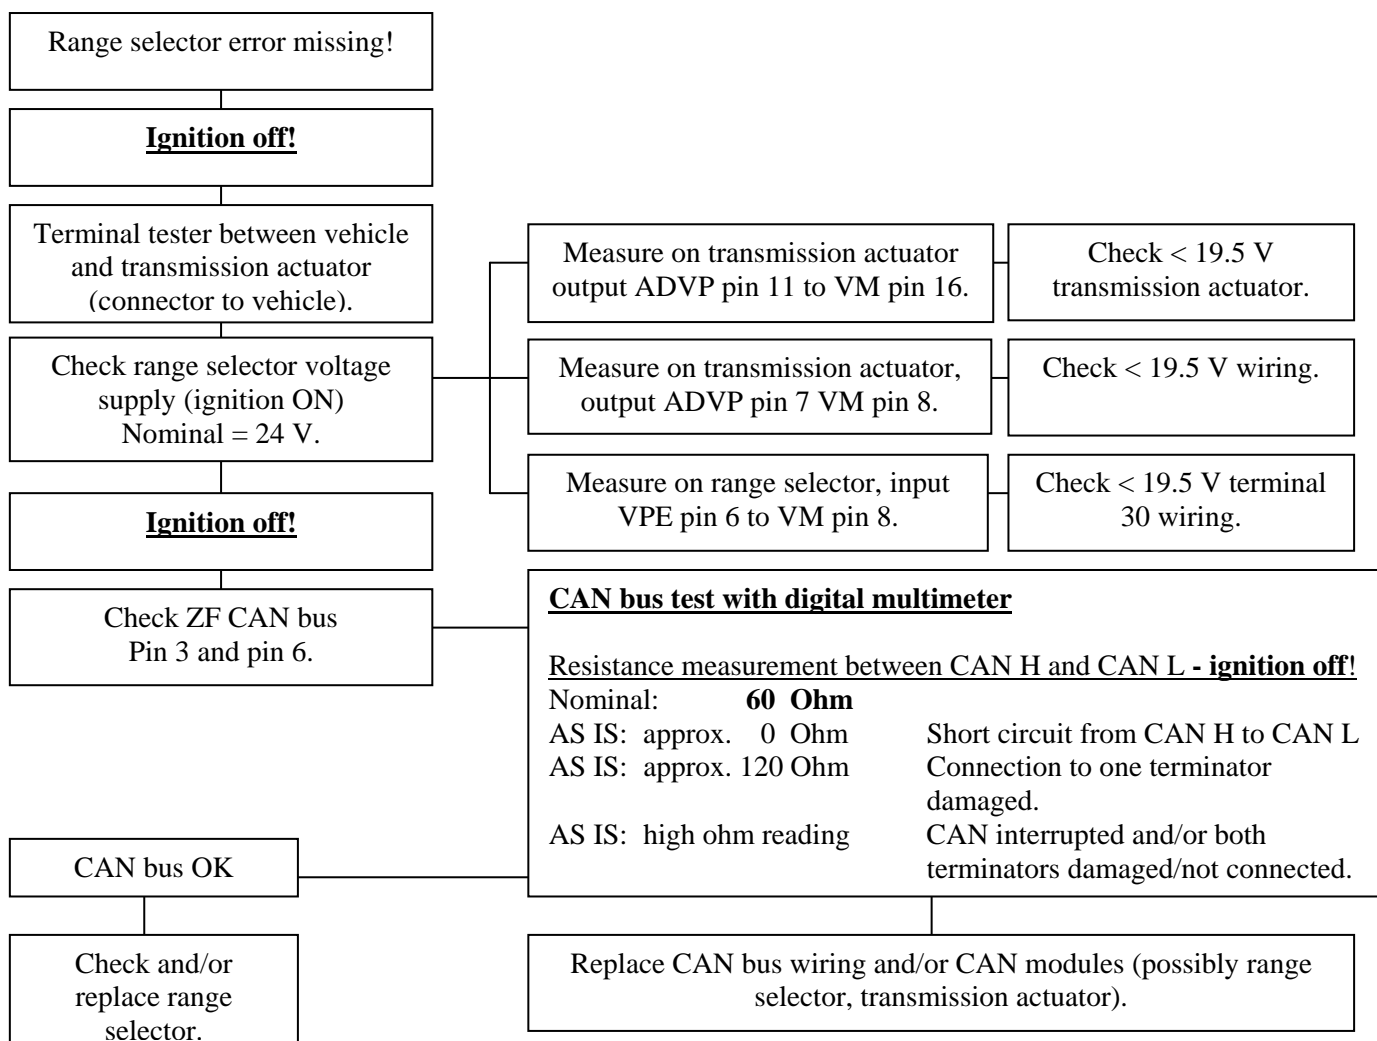 Range selector error missing!
Ignition off!
Terminal tester between vehicle
and transmission actuator
(connector to vehicle).
Measure on transmission actuator
output ADVP pin 11 to VM pin 16.
Check < 19.5 V
transmission actuator.
Check range selector voltage
supply (ignition ON)
Nominal = 24 V.
Measure on transmission actuator,
output ADVP pin 7 VM pin 8.
Check < 19.5 V wiring.
Measure on range selector, input
VPE pin 6 to VM pin 8.
Check < 19.5 V terminal
30 wiring.
Ignition off!
Check ZF CAN bus
Pin 3 and pin 6.
CAN bus test with digital multimeter
Resistance measurement between CAN H and CAN L - ignition off!
Nominal: 60 Ohm
AS IS: approx. 0 Ohm Short circuit from CAN H to CAN L
AS IS: approx. 120 Ohm Connection to one terminator
damaged.
AS IS: high ohm reading CAN interrupted and/or both
terminators damaged/not connected.
CAN bus OK
Check and/or
replace range
selector.
Replace CAN bus wiring and/or CAN modules (possibly range
selector, transmission actuator).